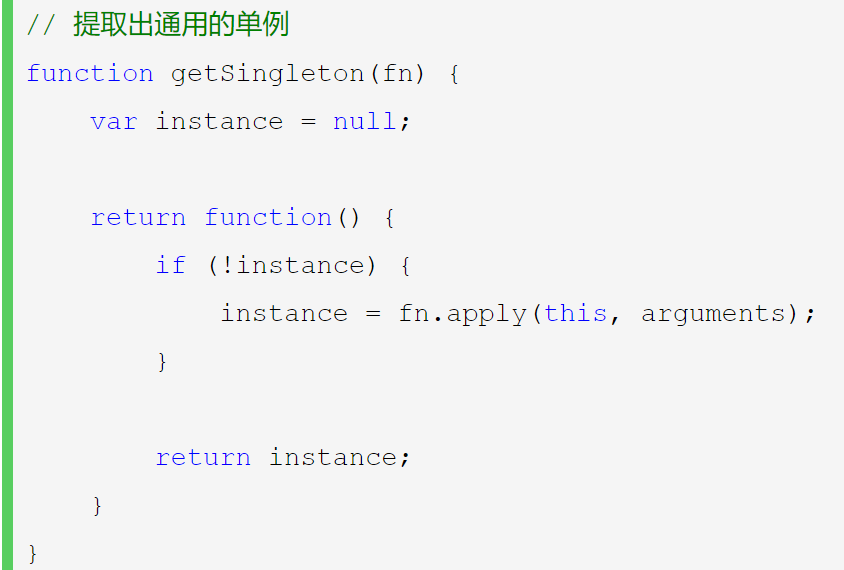 // 提取出通用的单例
function getSingleton(fn) {
    var instance = null;
    return function() {
        if (!instance) {
            instance = fn.apply(this, arguments);
        }
        return instance;
    }
}